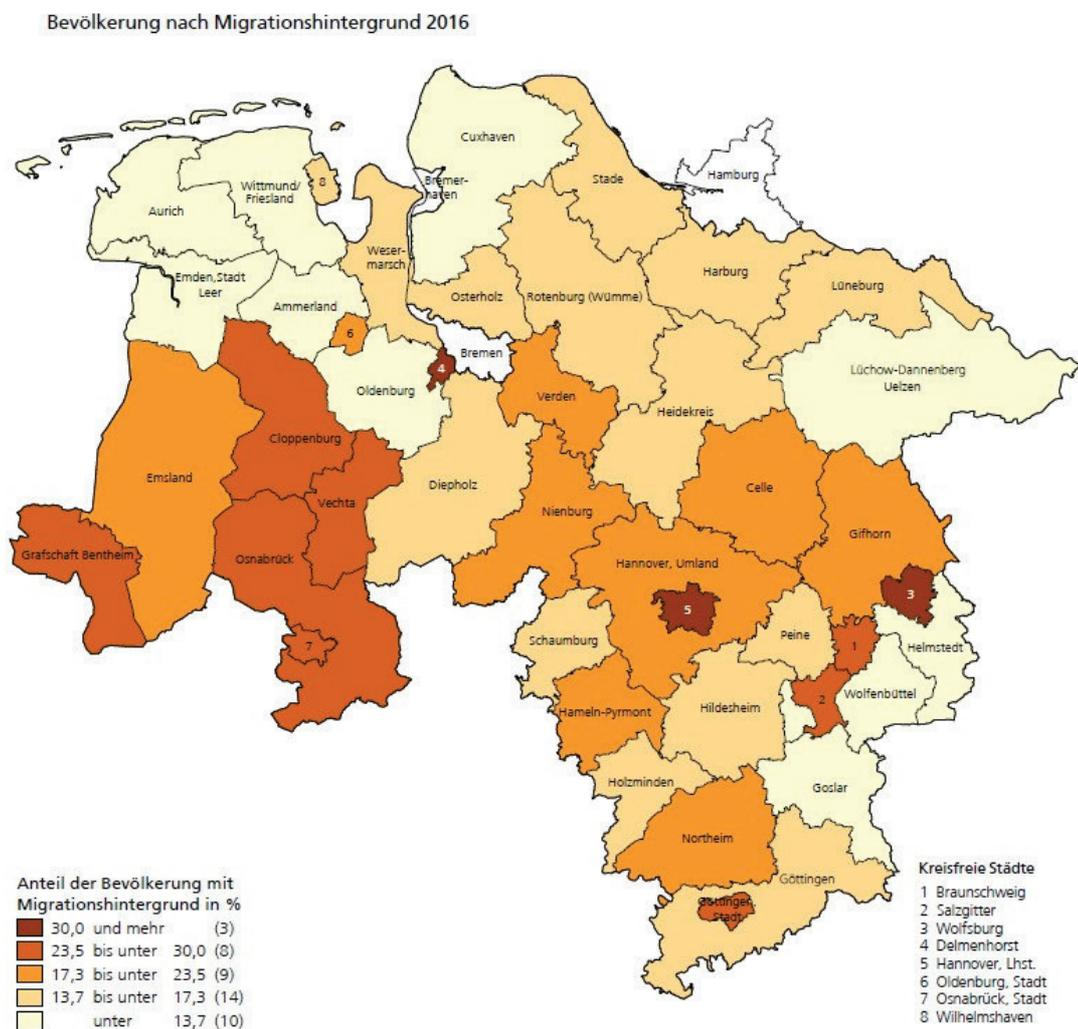 Bevölkerung nach Migrationshintergrund 2016
Cuxhaven
Hamburg
Bremer-
haven
Stade
Wittmund/
Friesland
8
Aurich
Weser-
marsch
Harburg
Emden,Stadt
Leer
Ammerland
Osterholz
Rotenburg (Wümme)
Lüneburg
6
Bremen
4
Oldenburg
Lüchow-Dannenberg
Uelzen
Verden
Heidekreis
Cloppenburg
Emsland
Vechta
Diepholz
Celle
Nienburg
Gifhorn
Grafschaft Bentheim
Osnabrück
Hannover, Umland
3
5
Schaumburg
Peine
1
Helmstedt
7
2
Wolfenbüttel
Hameln-Pyrmont
Hildesheim
Holzminden
Goslar
Northeim
Göttingen
Göttingen,
Stadt
Anteil der Bevölkerung mit
Migrationshintergrund in %
30,0 und mehr (3)
23,5 bis unter 30,0 (8)
17,3 bis unter 23,5 (9)
13,7 bis unter 17,3 (14)
unter 13,7 (10)
Kreisfreie Städte
1 Braunschweig
2 Salzgitter
3 Wolfsburg
4 Delmenhorst
5 Hannover, Lhst.
6 Oldenburg, Stadt
7 Osnabrück, Stadt
8 Wilhelmshaven